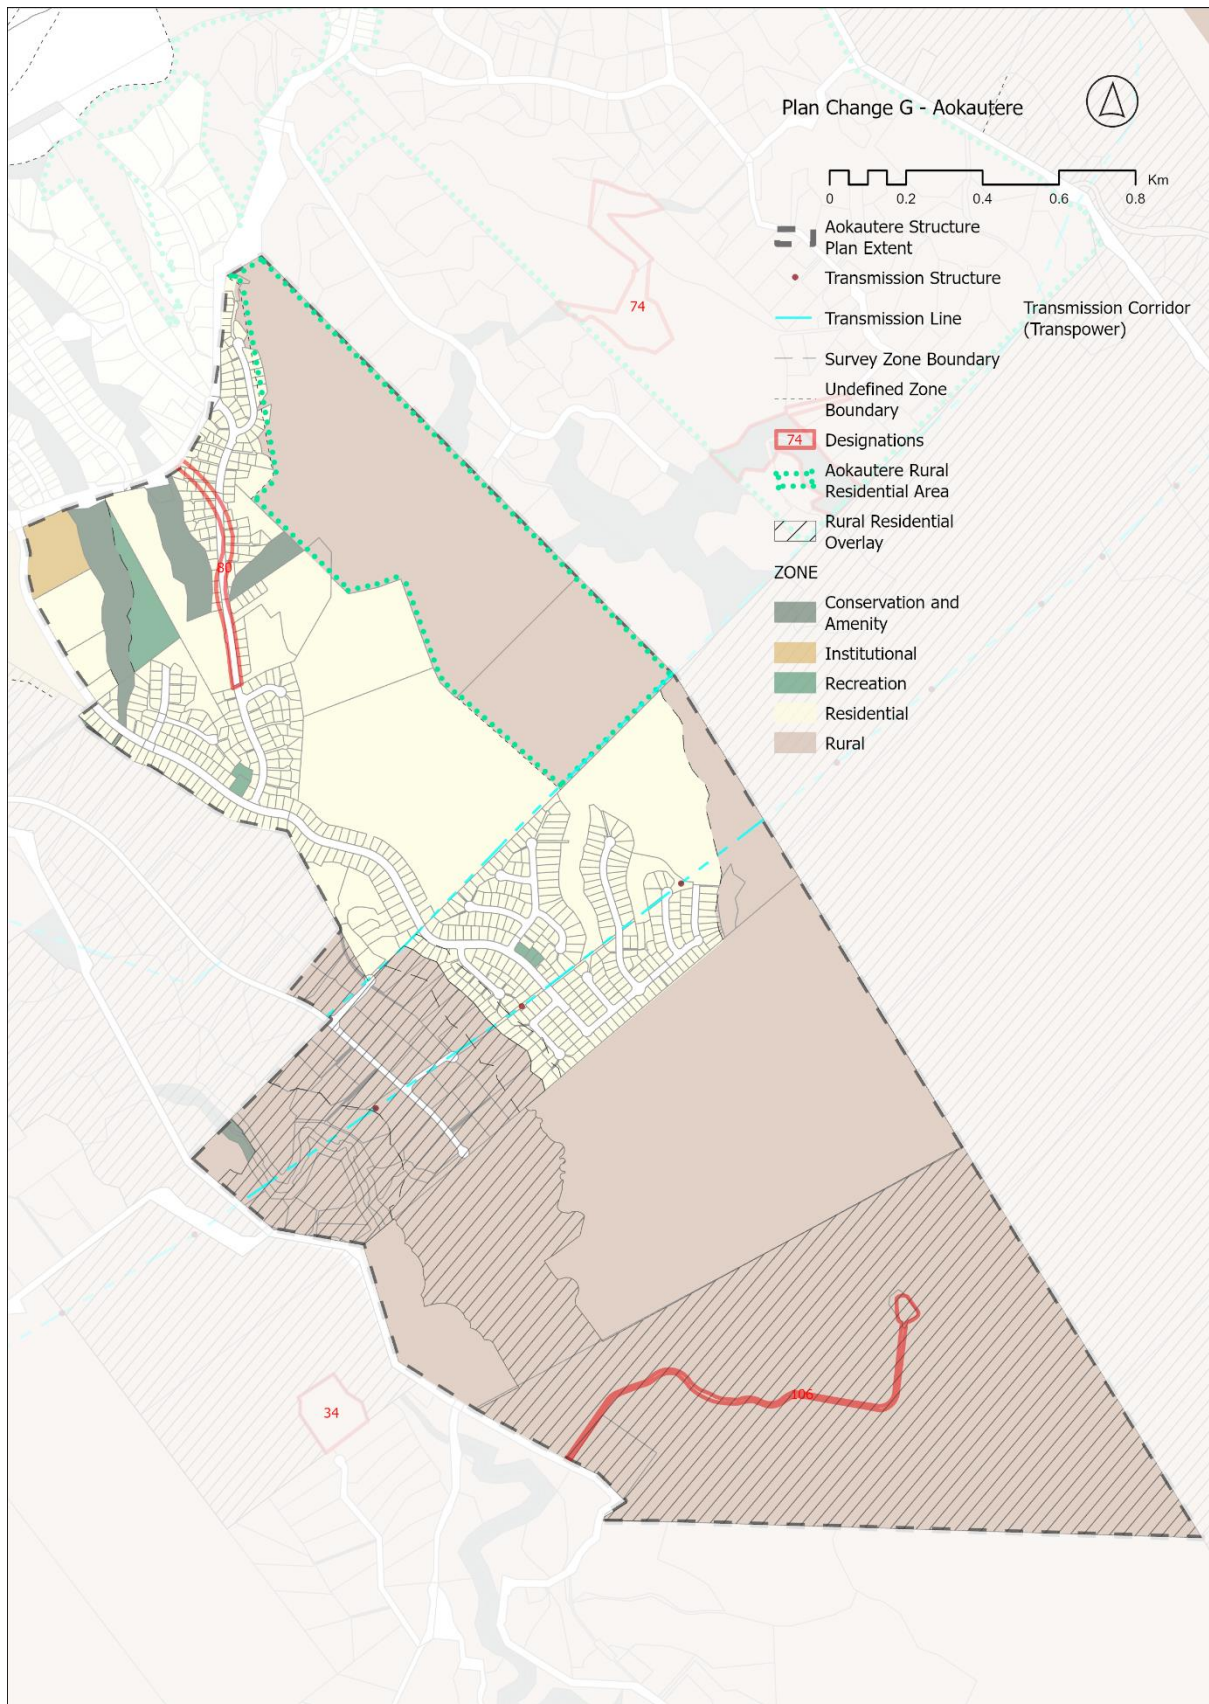 Plan Change G - Aokautere
Km
0 0.2 0.4 0.6 0.8
Aokautere Structure
Plan Extent
Transmission Structure
Transmission Line
Transmission Corridor
(Transpower)
Survey Zone Boundary
Undefined Zone
Boundary
74 Designations
Aokautere Rural
Residential Area
Rural Residential
Overlay
ZONE
Conservation and
Amenity
Institutional
Recreation
Residential
Rural
74
80
106
34